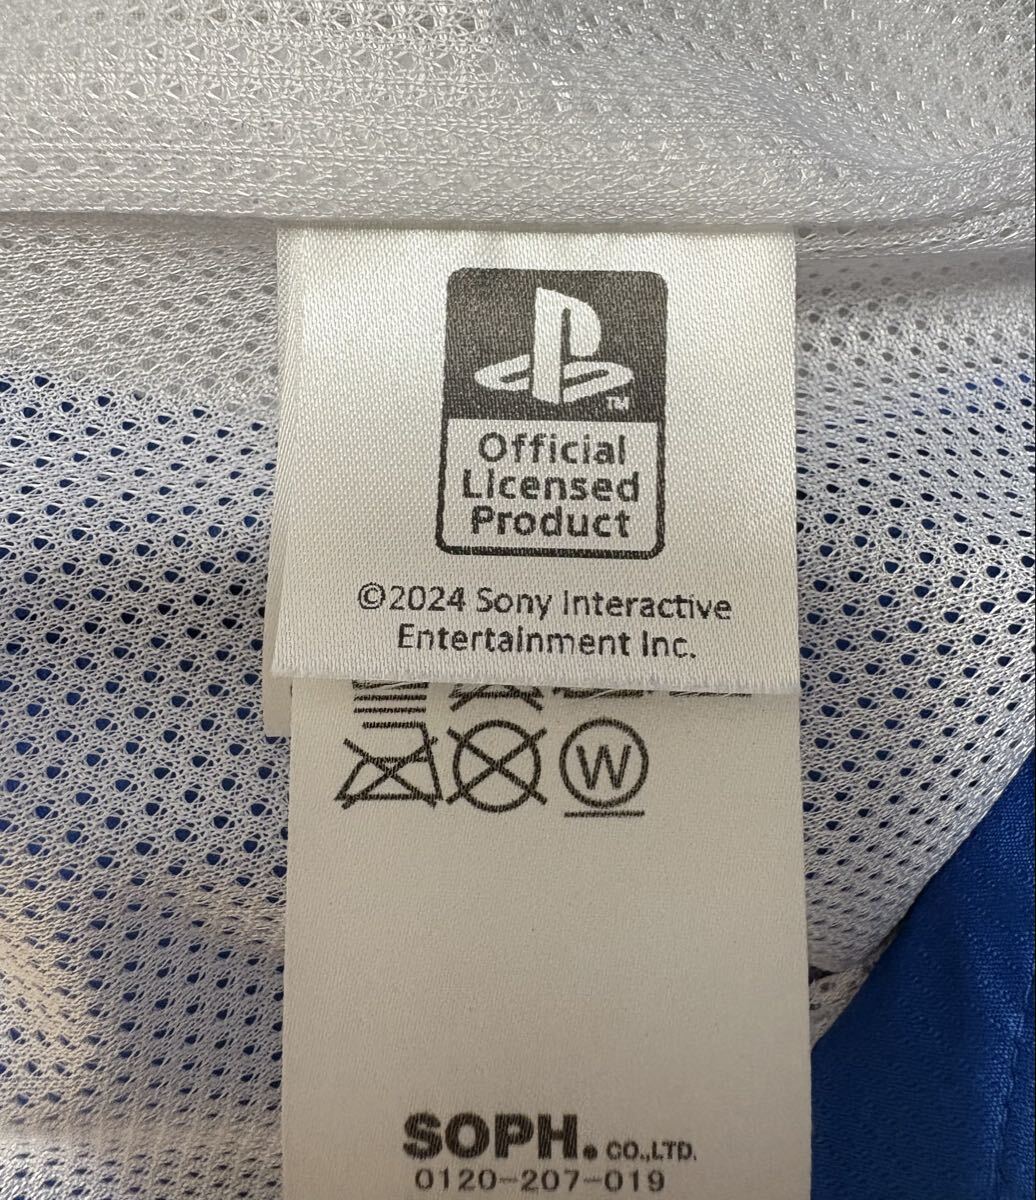 TM
Official
Licensed
Product
©2024 Sony Interactive
Entertainment Inc.
W
SOPH. CO.,LTD.
0120-207-019